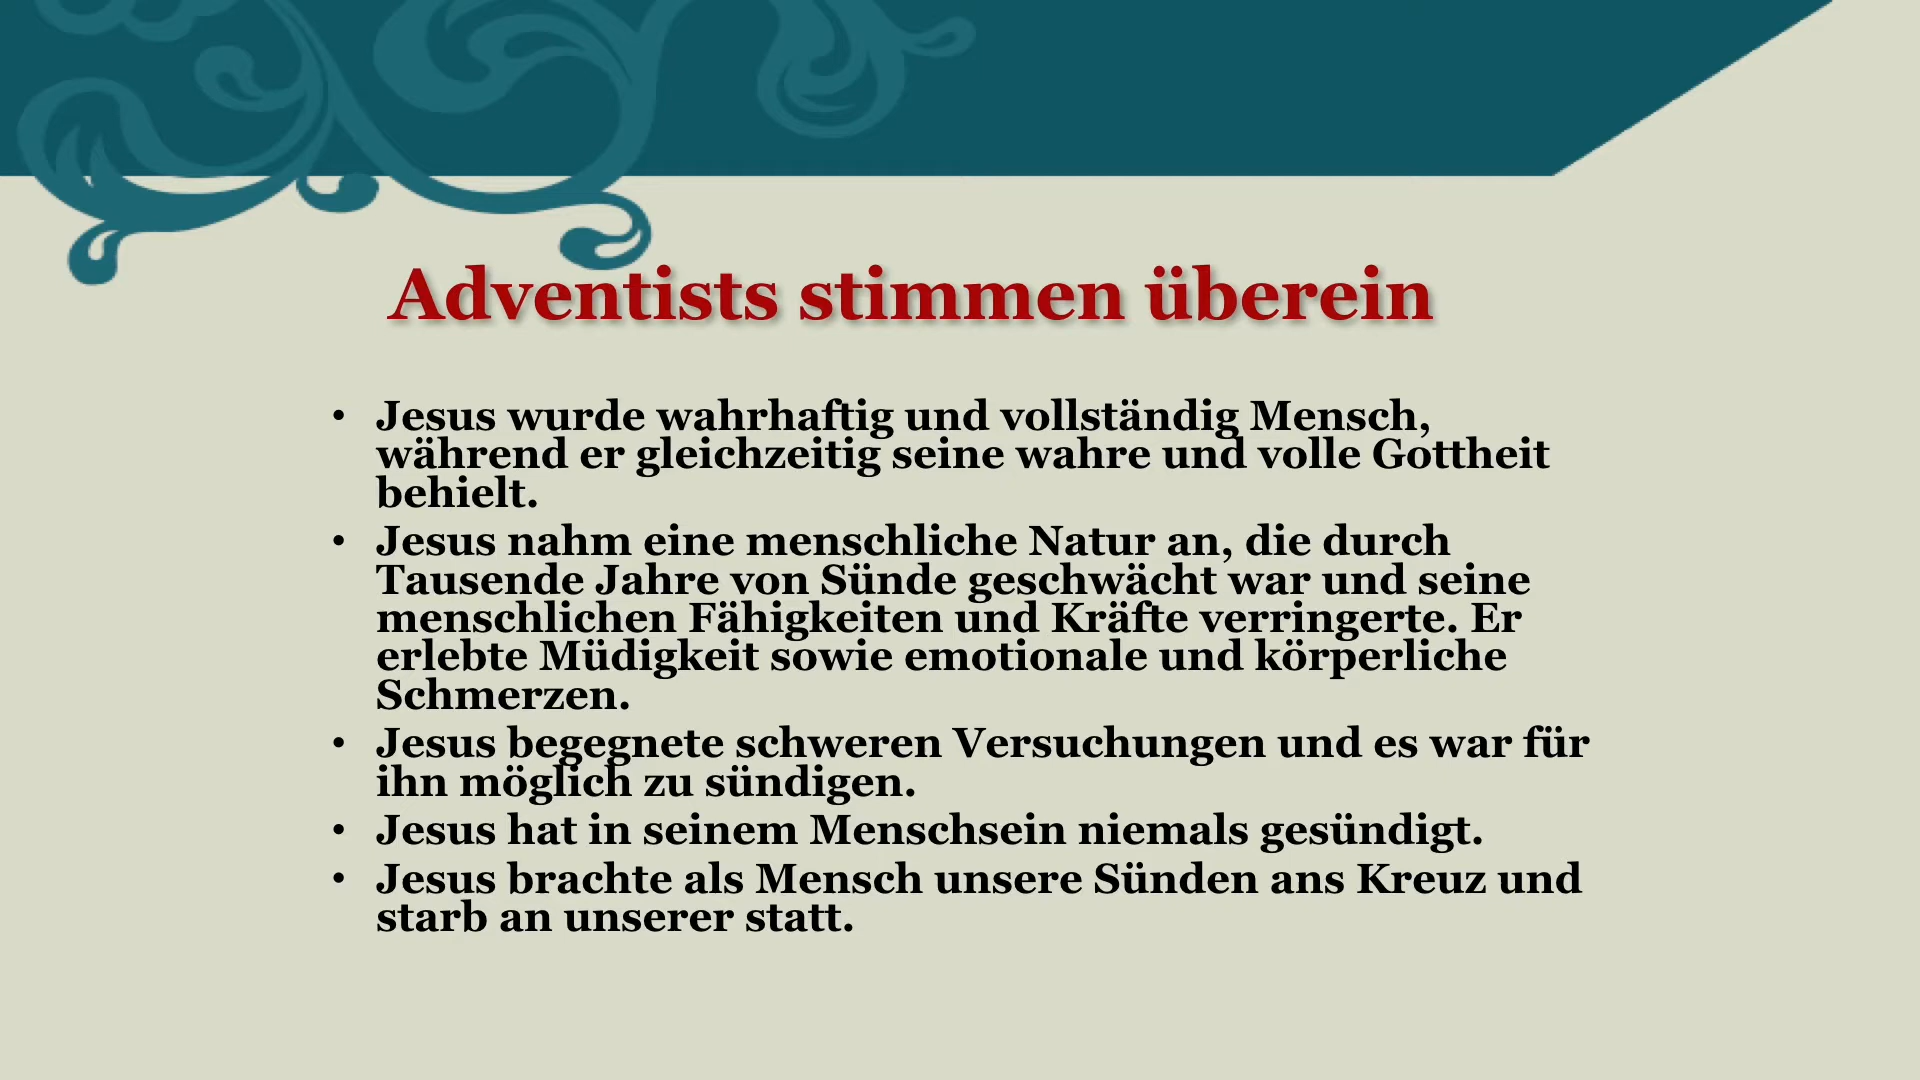 Adventists stimmen überein
• Jesus wurde wahrhaftig und vollständig Mensch,
während er gleichzeitig seine wahre und volle Gottheit
behielt.
• Jesus nahm eine menschliche Natur an, die durch
Tausende Jahre von Sünde geschwächt war und seine
menschlichen Fähigkeiten und Kräfte verringerte. Er
erlebte Müdigkeit sowie emotionale und körperliche
Schmerzen.
• Jesus begegnete schweren Versuchungen und es war für
ihn möglich zu sündigen.
• Jesus hat in seinem Menschsein niemals gesündigt.
• Jesus brachte als Mensch unsere Sünden ans Kreuz und
starb an unserer statt.